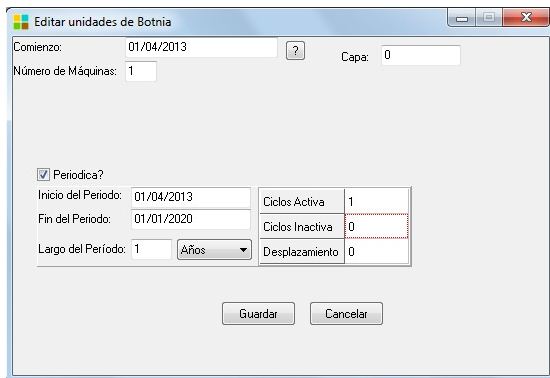 Editar unidades de Botnia
Comienzo: 01/04/2013 ? Capa: 0
Número de Máquinas: 1
Periodica?
Inicio del Periodo: 01/04/2013 Ciclos Activa 1
Fin del Periodo: 01/01/2020 Ciclos Inactiva 0
Largo del Período: 1 Años Desplazamiento 0
Guardar Cancelar